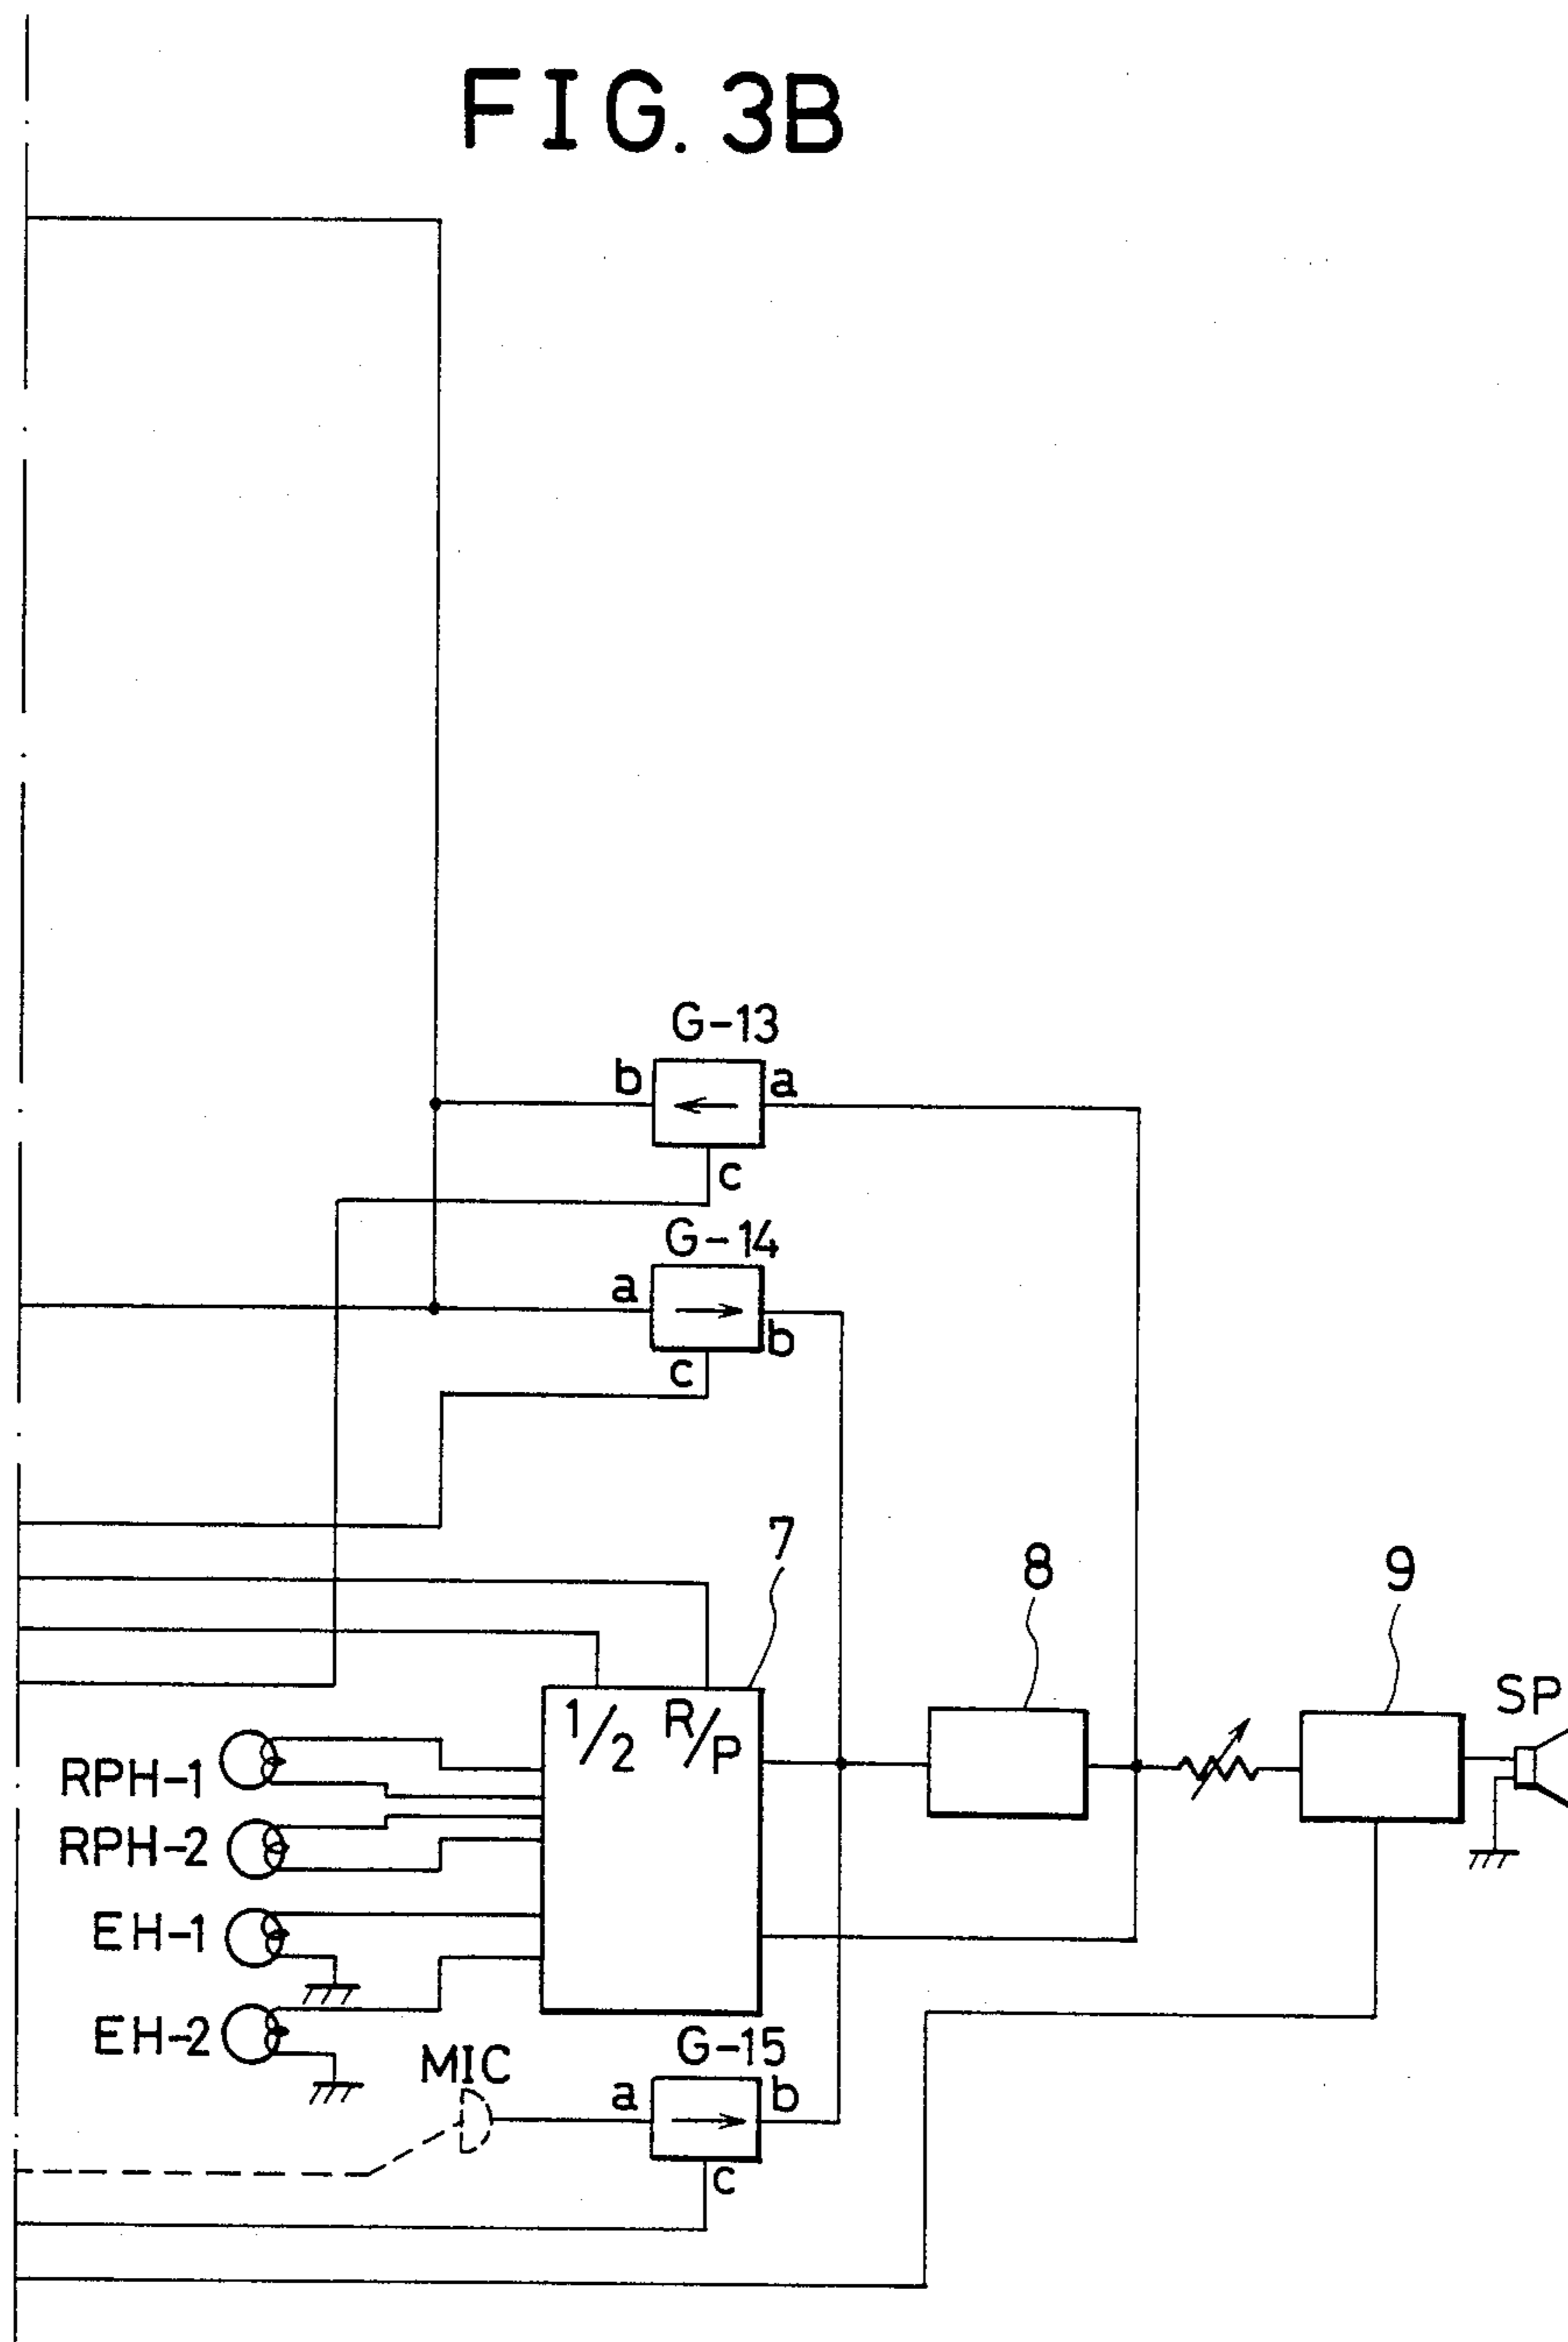 FIG. 3B
G-13
b
a
c
G-14
a
b
c
7
8
9
SP
1/2
R/P
RPH-1
RPH-2
EH-1
EH-2
MIC
G-15
a
b
c